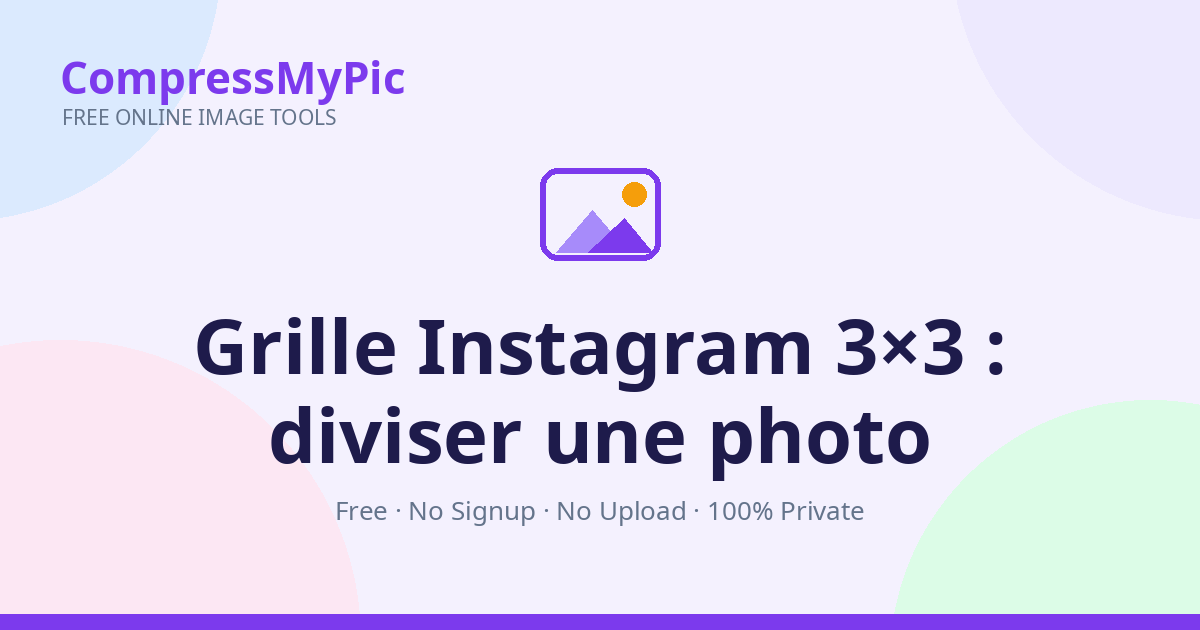 CompressMyPic
FREE ONLINE IMAGE TOOLS
Grille Instagram 3×3 :
diviser une photo
Free · No Signup · No Upload · 100% Private